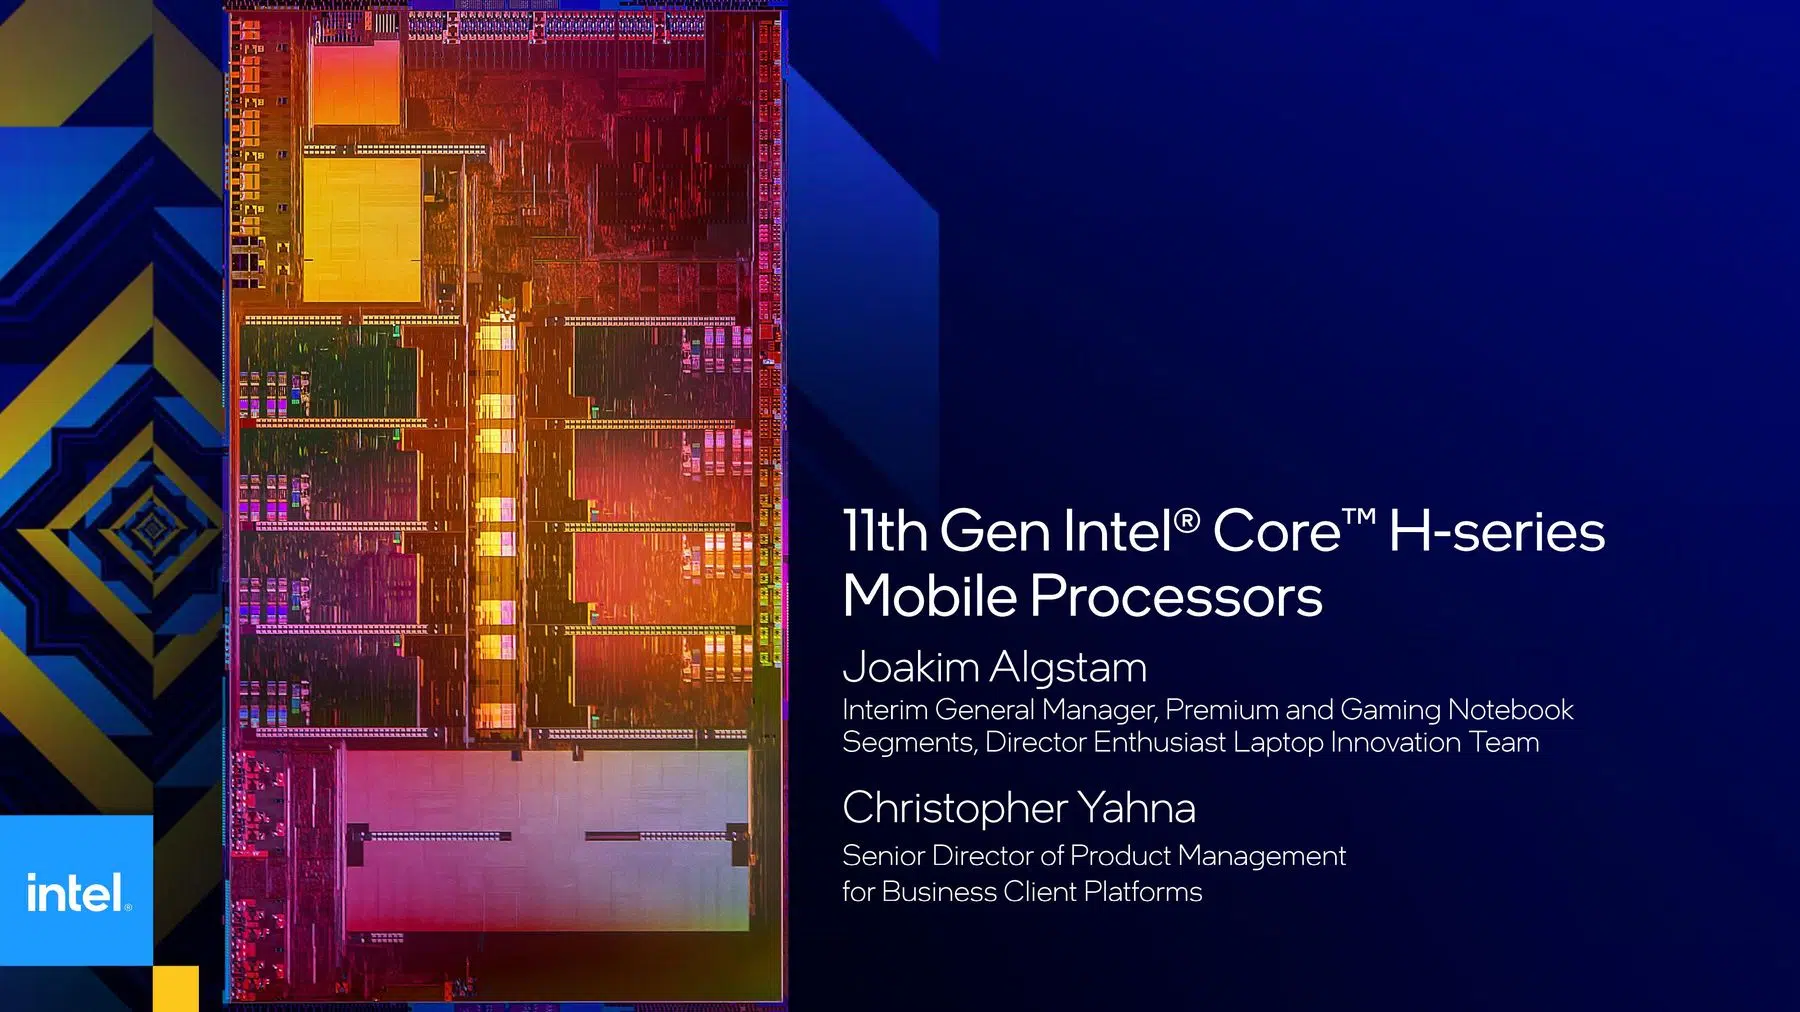 11th Gen Intel® Core™ H-series
Mobile Processors
Joakim Algstam
Interim General Manager, Premium and Gaming Notebook
Segments, Director Enthusiast Laptop Innovation Team
Christopher Yahna
Senior Director of Product Management
for Business Client Platforms
intel®